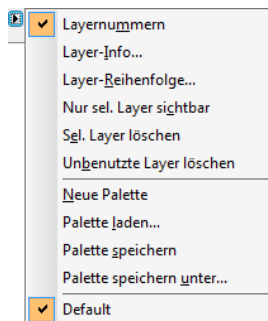 Layernummern
Layer-Info...
Layer-Reihenfolge...
Nur sel. Layer sichtbar
Sel. Layer löschen
Unbenutzte Layer löschen
Neue Palette
Palette laden...
Palette speichern
Palette speichern unter...
Default